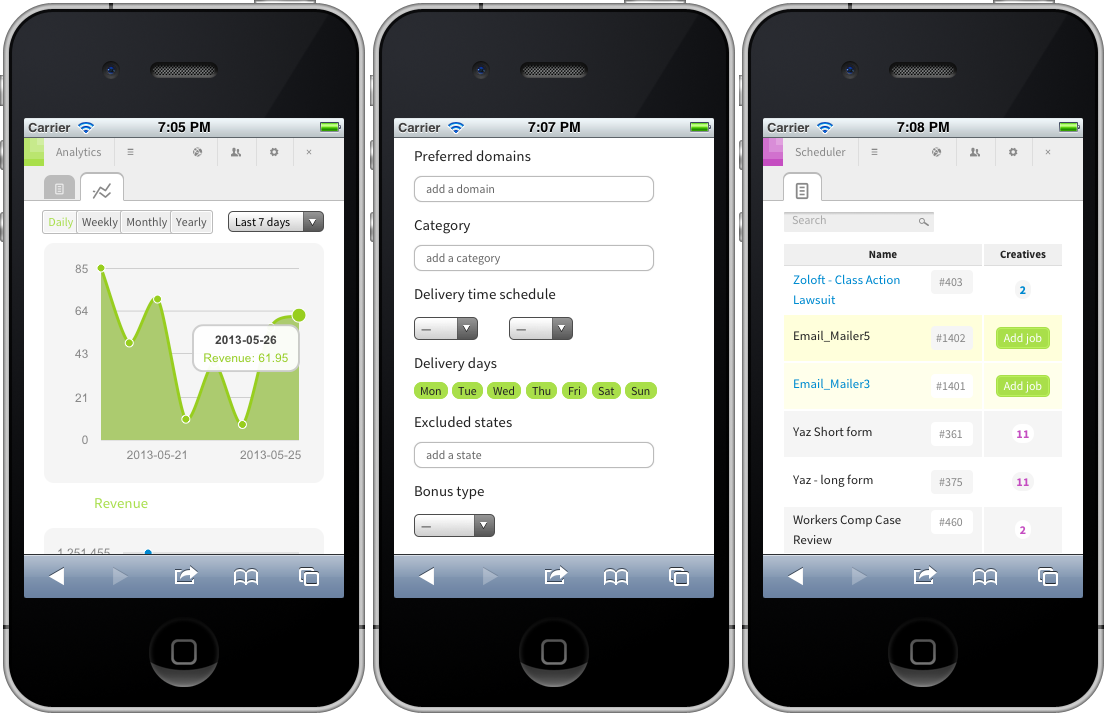 Carrier 7:05 PM
Analytics
Daily Weekly Monthly Yearly Last 7 days
85
64
43
21
0
2013-05-26
Revenue: 61.95
2013-05-21 2013-05-25
Revenue
1,251,455
Carrier 7:07 PM
Preferred domains
add a domain
Category
add a category
Delivery time schedule
— —
Delivery days
Mon Tue Wed Thu Fri Sat Sun
Excluded states
add a state
Bonus type
—
Carrier 7:08 PM
Scheduler
Search
Name Creatives
Zoloft - Class Action
Lawsuit
#403 2
Email_Mailer5 #1402 Add job
Email_Mailer3 #1401 Add job
Yaz Short form #361 11
Yaz - long form #375 11
Workers Comp Case
Review
#460 2